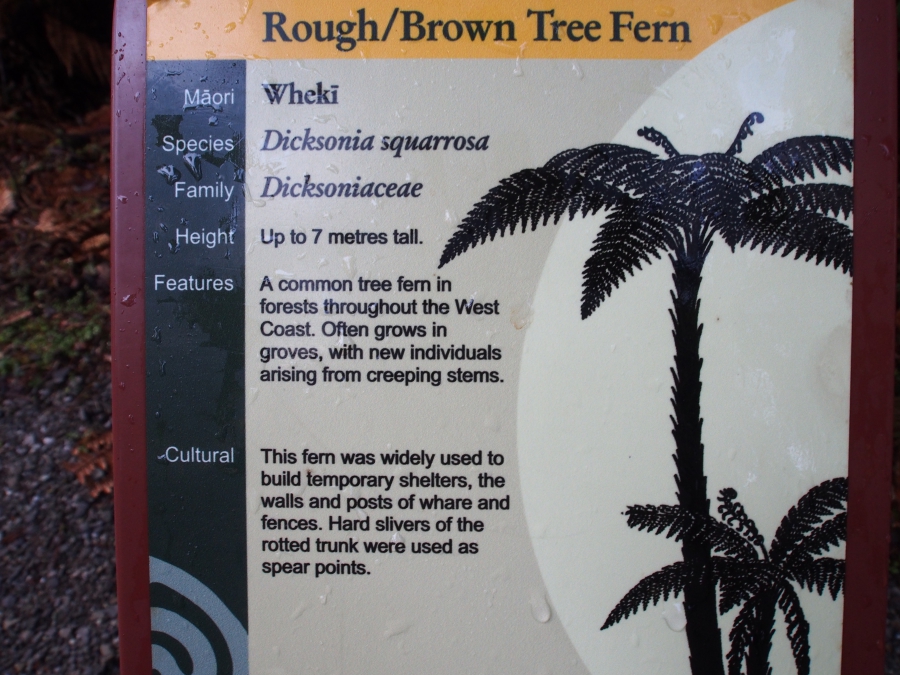 Rough/Brown Tree Fern
Māori Whekī
Species Dicksonia squarrosa
Family Dicksoniaceae
Height Up to 7 metres tall.
Features A common tree fern in
forests throughout the West
Coast. Often grows in
groves, with new individuals
arising from creeping stems.
Cultural This fern was widely used to
build temporary shelters, the
walls and posts of whare and
fences. Hard slivers of the
rotted trunk were used as
spear points.